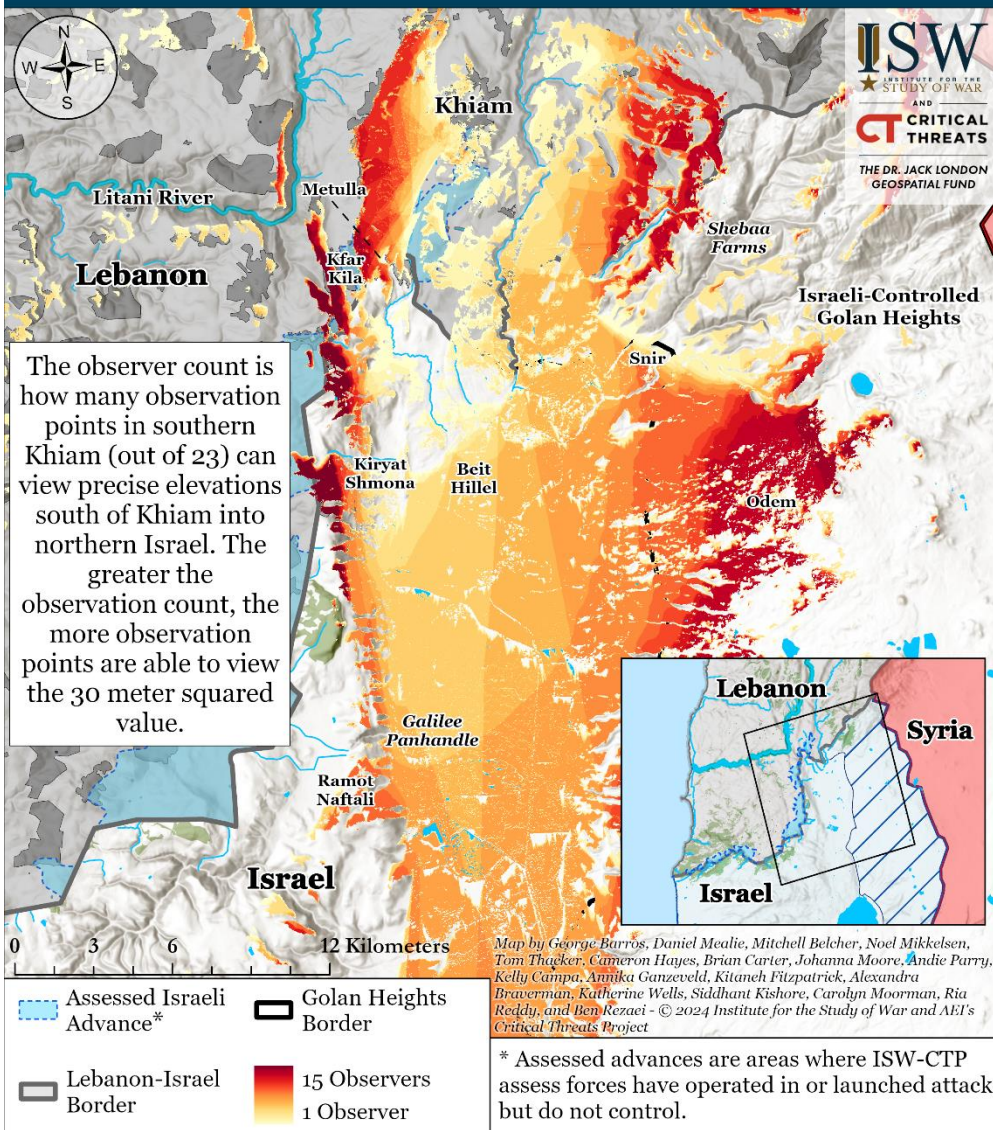 N
W E
S
ISW
INSTITUTE FOR THE
STUDY OF WAR
AND
CT CRITICAL
THREATS
THE DR. JACK LONDON
GEOSPATIAL FUND
Khiam
Metulla
Litani River
Kfar
Kila
Lebanon
Shebaa
Farms
Israeli-Controlled
Golan Heights
Snir
The observer count is
how many observation
points in southern
Khiam (out of 23) can
view precise elevations
south of Khiam into
northern Israel. The
greater the
observation count, the
more observation
points are able to view
the 30 meter squared
value.
Kiryat
Shmona
Beit
Hillel
Odem
Galilee
Panhandle
Ramot
Naftali
Israel
Lebanon
Syria
Israel
0 3 6 12 Kilometers
Map by George Barros, Daniel Mealie, Mitchell Belcher, Noel Mikkelsen,
Tom Thacker, Cameron Hayes, Brian Carter, Johanna Moore, Andie Parry,
Kelly Campa, Annika Ganzeveld, Kitaneh Fitzpatrick, Alexandra
Braverman, Katherine Wells, Siddhant Kishore, Carolyn Moorman, Ria
Reddy, and Ben Rezaei - © 2024 Institute for the Study of War and AEI's
Critical Threats Project
Assessed Israeli
Advance*
Golan Heights
Border
Lebanon-Israel
Border
15 Observers
1 Observer
* Assessed advances are areas where ISW-CTP
assess forces have operated in or launched attack
but do not control.